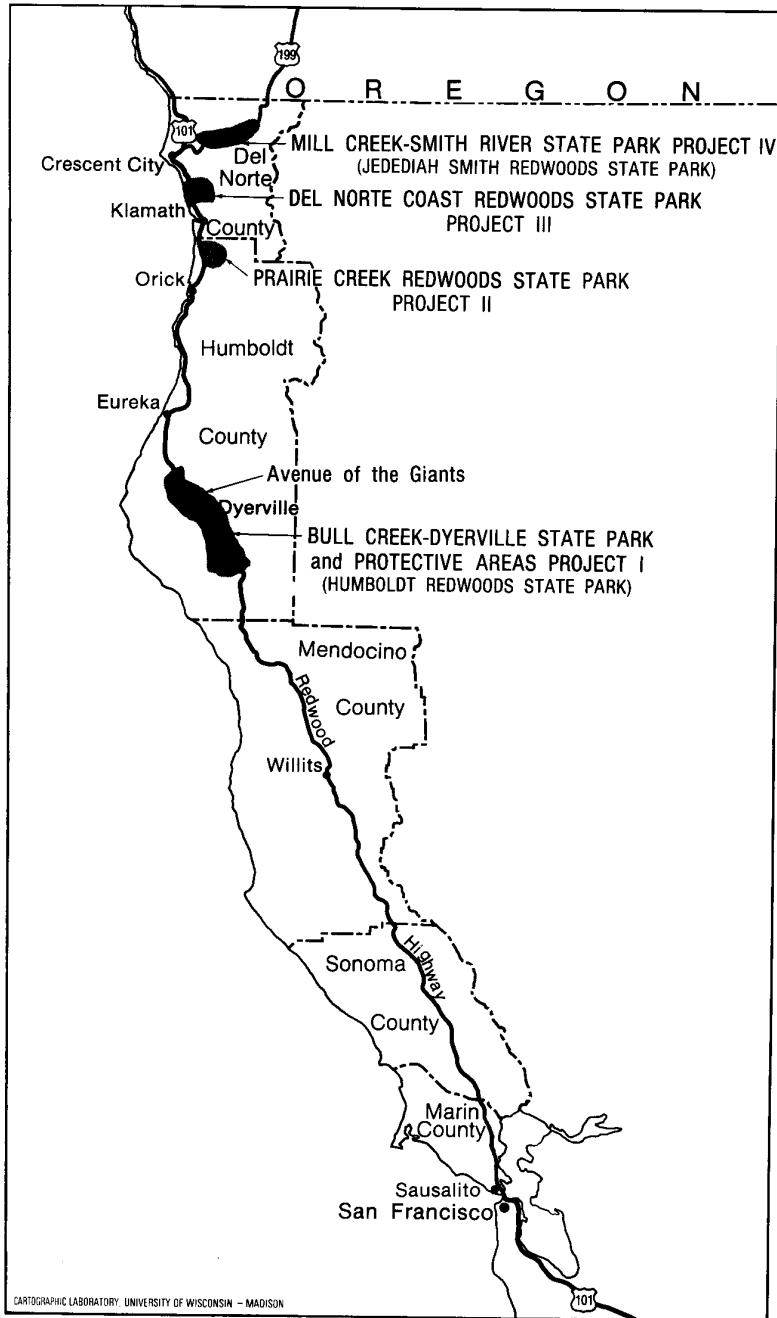 199
O R E G O N
101
MILL CREEK-SMITH RIVER STATE PARK PROJECT IV
(JEDEDIAH SMITH REDWOODS STATE PARK)
Crescent City
Del
Norte
DEL NORTE COAST REDWOODS STATE PARK
PROJECT III
Klamath
County
PRAIRIE CREEK REDWOODS STATE PARK
PROJECT II
Orick
Humboldt
Eureka
County
Avenue of the Giants
Dyerville
BULL CREEK-DYERVILLE STATE PARK
and PROTECTIVE AREAS PROJECT I
(HUMBOLDT REDWOODS STATE PARK)
Mendocino
County
Redwood
Willits
Highway
Sonoma
County
Marin
County
Sausalito
San Francisco
101
CARTOGRAPHIC LABORATORY, UNIVERSITY OF WISCONSIN – MADISON